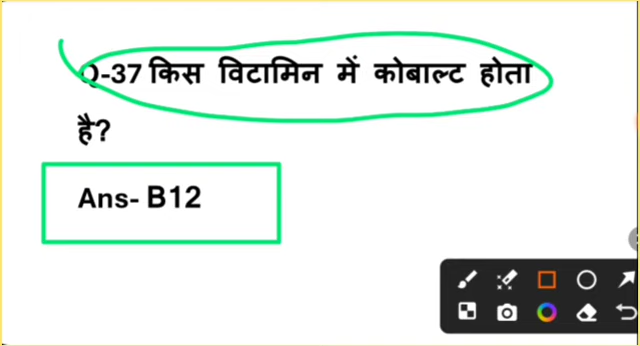 Q-37 किस विटामिन में कोबाल्ट होता
है?
Ans- B12